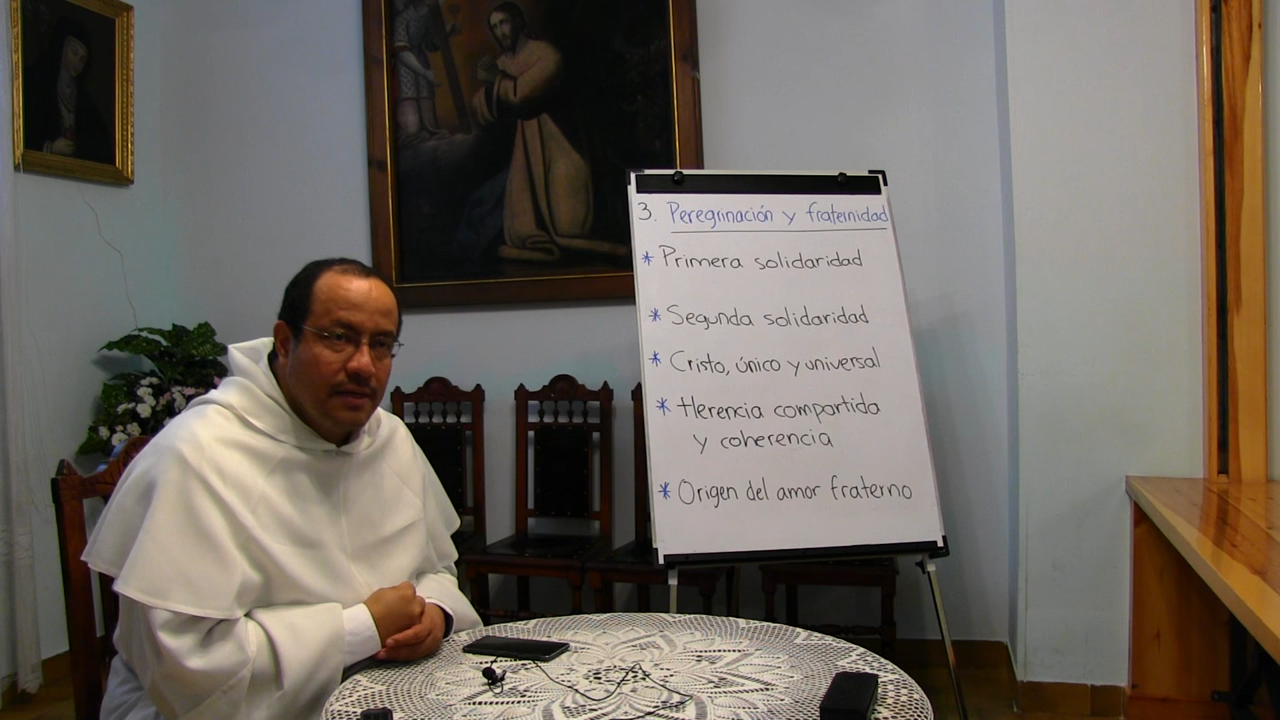 3. Peregrinación y fraternidad
* Primera solidaridad
* Segunda solidaridad
* Cristo, único y universal
* Herencia compartida
y coherencia
* Origen del amor fraterno